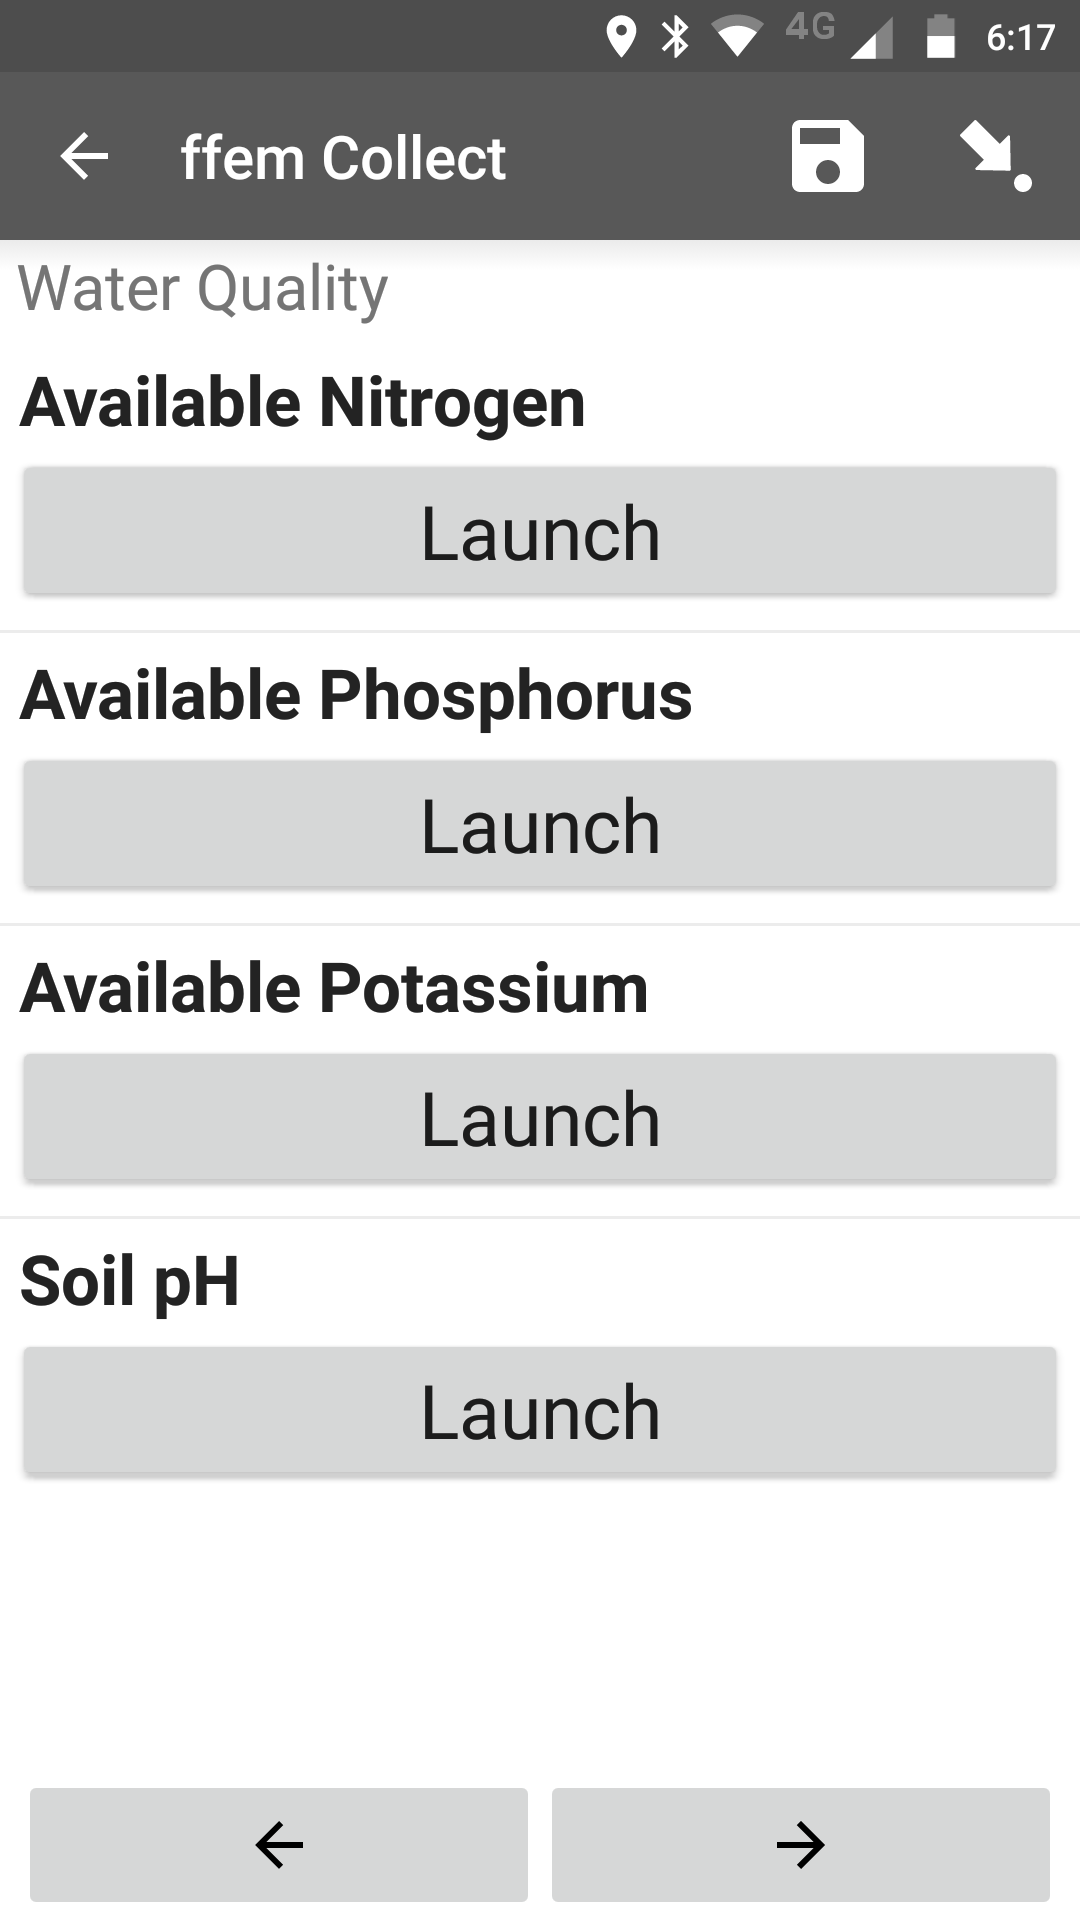 4G 6:17
ffem Collect
Water Quality
Available Nitrogen
Launch
Available Phosphorus
Launch
Available Potassium
Launch
Soil pH
Launch